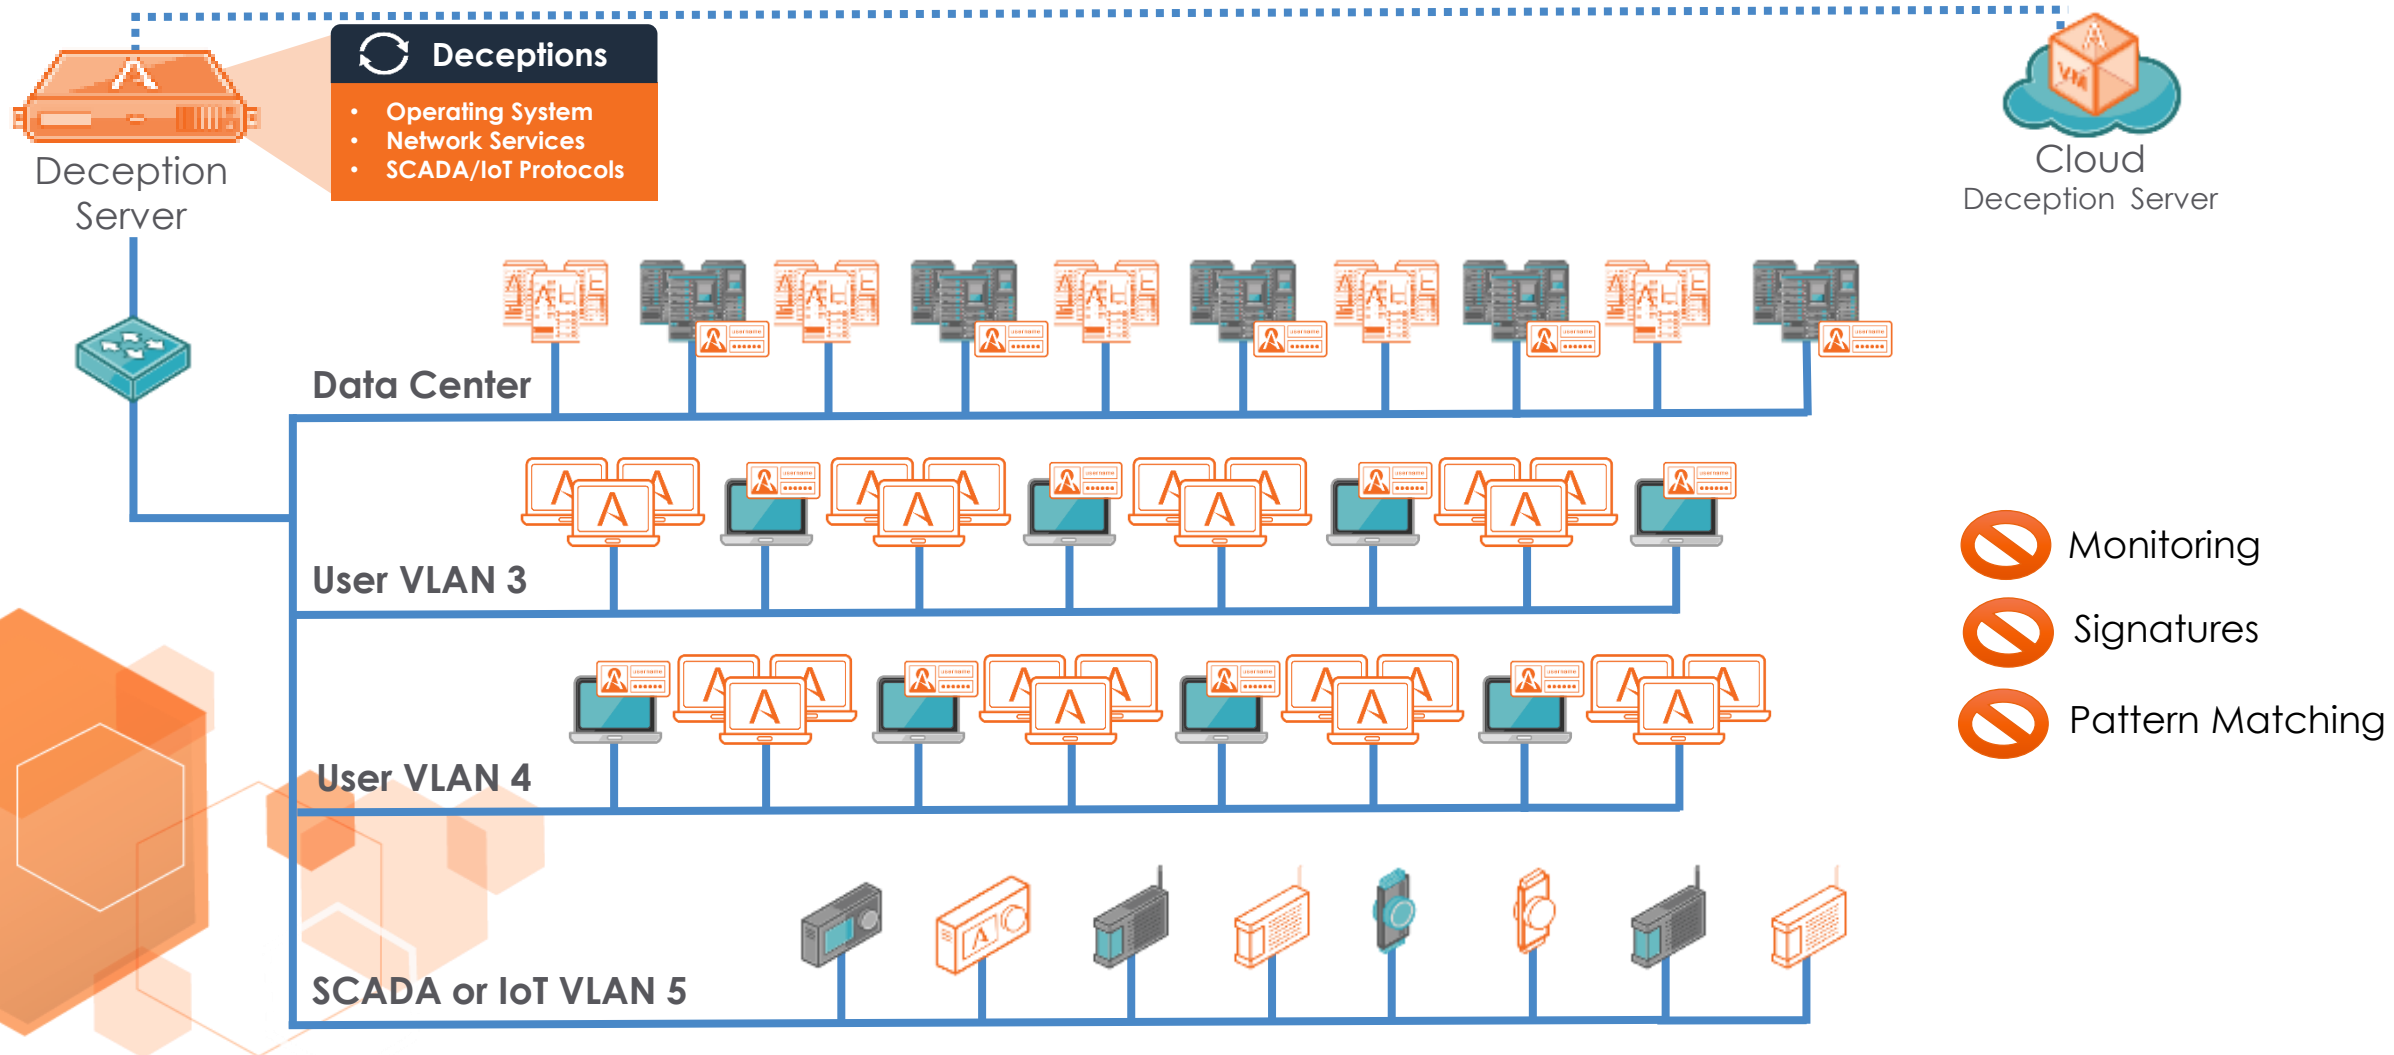 Deceptions
• Operating System
• Network Services
• SCADA/IoT Protocols
Deception
Server
VM
Cloud
Deception Server
Data Center
User VLAN 3
User VLAN 4
SCADA or IoT VLAN 5
Monitoring
Signatures
Pattern Matching